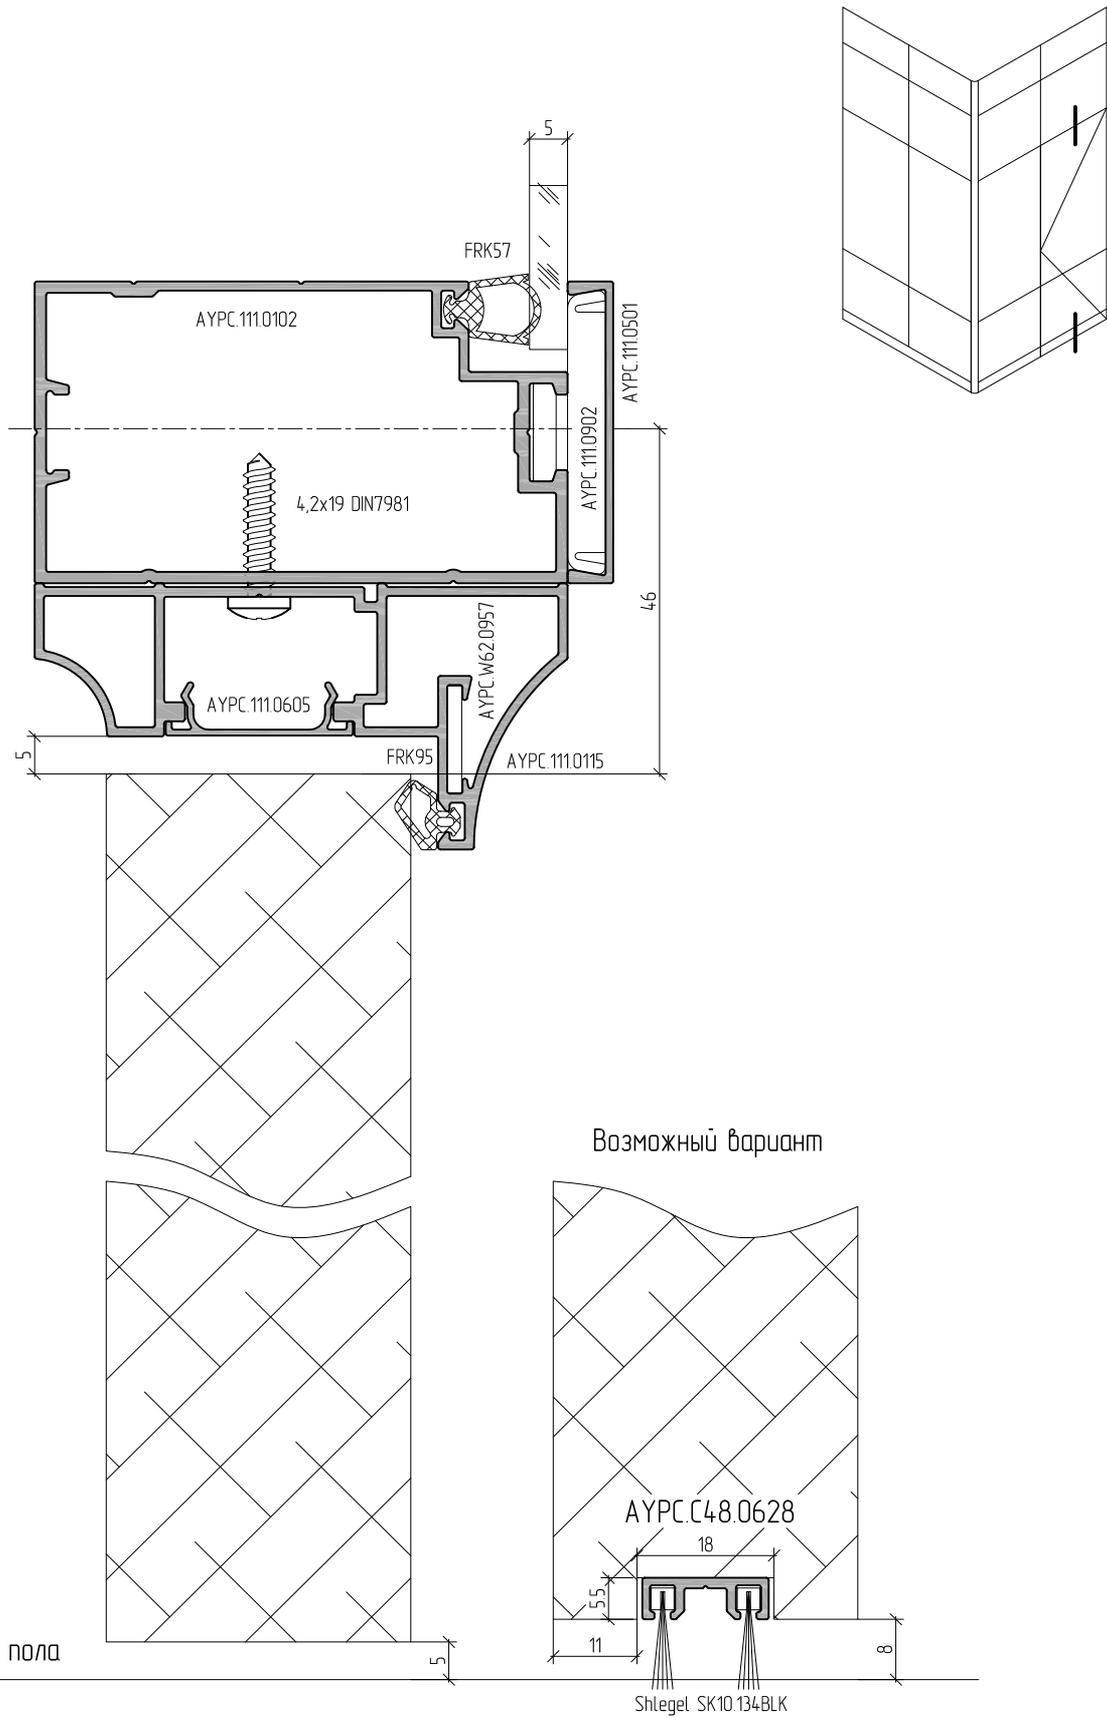 5
FRK57
AYPC.111.0102
AYPC.111.0501
AYPC.111.0902
4,2x19 DIN7981
46
AYPC.W62.0957
AYPC.111.0605
5
FRK95
AYPC.111.0115
Возможный вариант
AYPC.C48.0628
18
5.5
11
8
пола
5
Shlegel SK10.134BLK